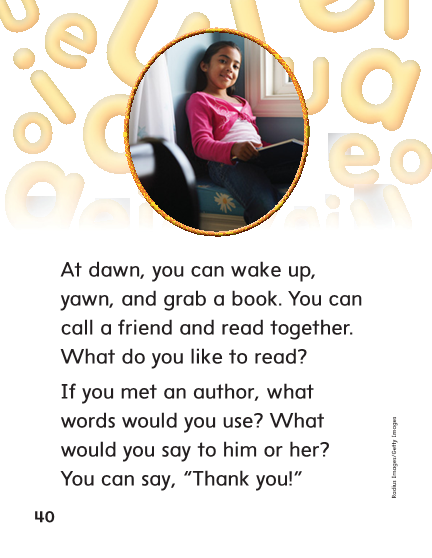 At dawn, you can wake up,
yawn, and grab a book. You can
call a friend and read together.
What do you like to read?
If you met an author, what
words would you use? What
would you say to him or her?
You can say, “Thank you!”
Radius Images/Getty Images
40